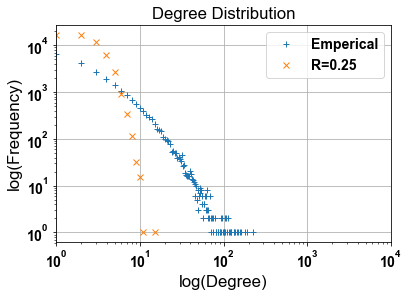 Degree Distribution
log(Frequency)
10^4
10^3
10^2
10^1
10^0
Emperical
R=0.25
10^0 10^1 10^2 10^3 10^4
log(Degree)